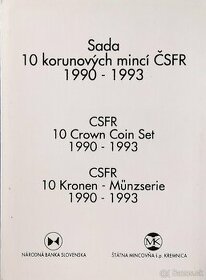 Sada
10 korunových mincí ČSFR
1990 - 1993
CSFR
10 Crown Coin Set
1990 - 1993
CSFR
10 Kronen - Münzserie
1990 - 1993
MK
NÁRODNÁ BANKA SLOVENSKA
ŠTÁTNA MINCOVŇA š.p. KREMNICA